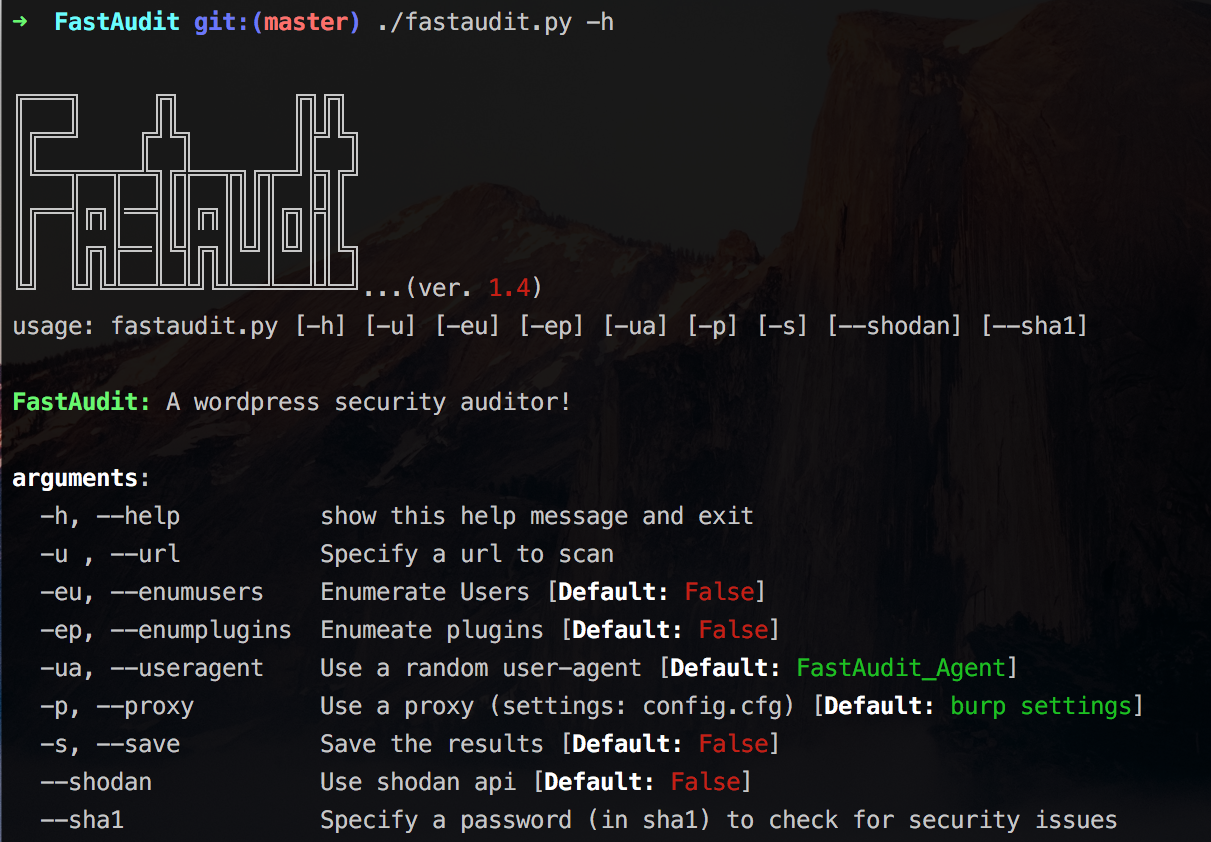 ➜  FastAudit git:(master) ./fastaudit.py -h
FastAudit
...(ver. 1.4)
usage: fastaudit.py [-h] [-u] [-eu] [-ep] [-ua] [-p] [-s] [--shodan] [--sha1]
FastAudit: A wordpress security auditor!
arguments:
-h, --help          show this help message and exit
-u , --url          Specify a url to scan
-eu, --enumusers    Enumerate Users [Default: False]
-ep, --enumplugins  Enumeate plugins [Default: False]
-ua, --useragent    Use a random user-agent [Default: FastAudit_Agent]
-p, --proxy         Use a proxy (settings: config.cfg) [Default: burp settings]
-s, --save          Save the results [Default: False]
--shodan            Use shodan api [Default: False]
--sha1              Specify a password (in sha1) to check for security issues